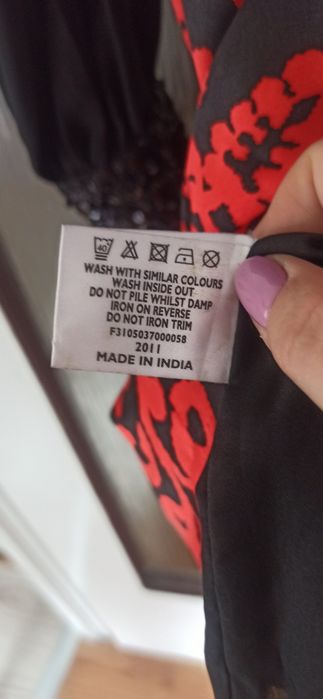 40
WASH WITH SIMILAR COLOURS
WASH INSIDE OUT
DO NOT PILE WHILST DAMP
IRON ON REVERSE
DO NOT IRON TRIM
F3105037000058
2011
MADE IN INDIA